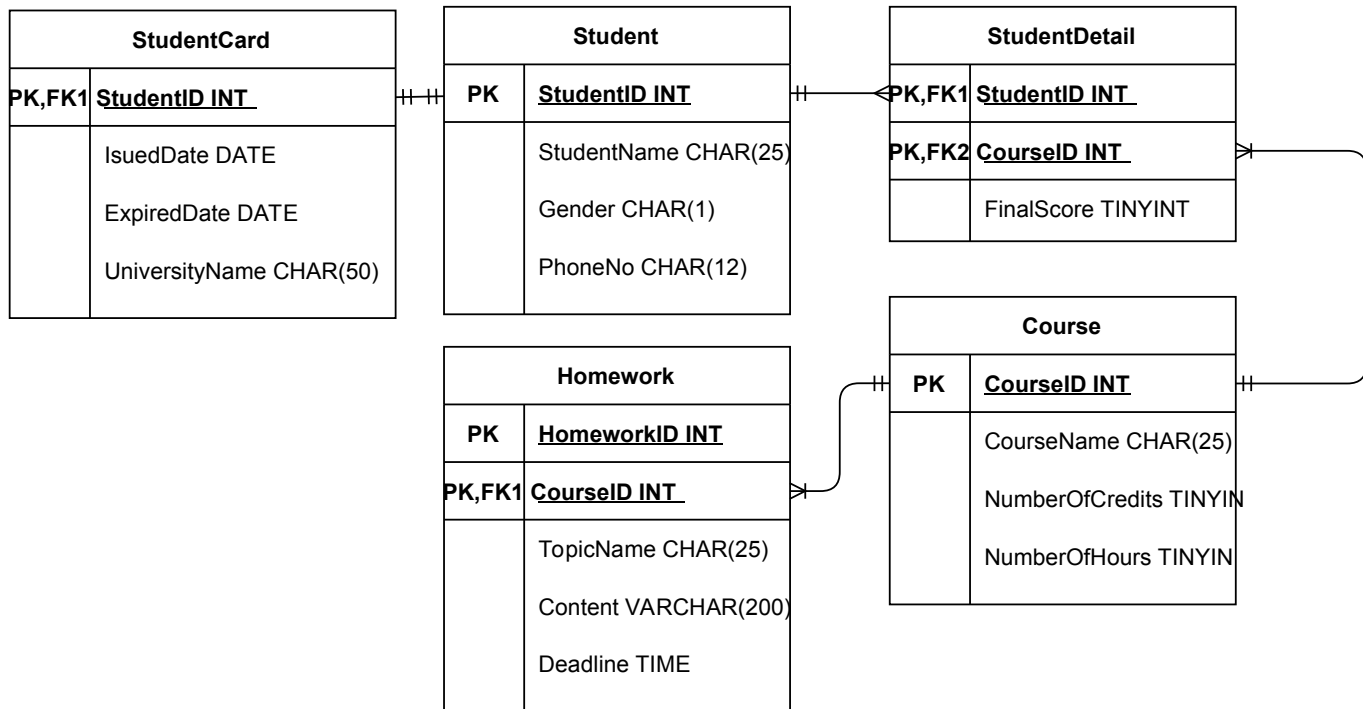 StudentCard
PK,FK1 StudentID INT
IsuedDate DATE
ExpiredDate DATE
UniversityName CHAR(50)
Student
PK StudentID INT
StudentName CHAR(25)
Gender CHAR(1)
PhoneNo CHAR(12)
StudentDetail
PK,FK1 StudentID INT
PK,FK2 CourseID INT
FinalScore TINYINT
Homework
PK HomeworkID INT
PK,FK1 CourseID INT
TopicName CHAR(25)
Content VARCHAR(200)
Deadline TIME
Course
PK CourseID INT
CourseName CHAR(25)
NumberOfCredits TINYIN
NumberOfHours TINYIN